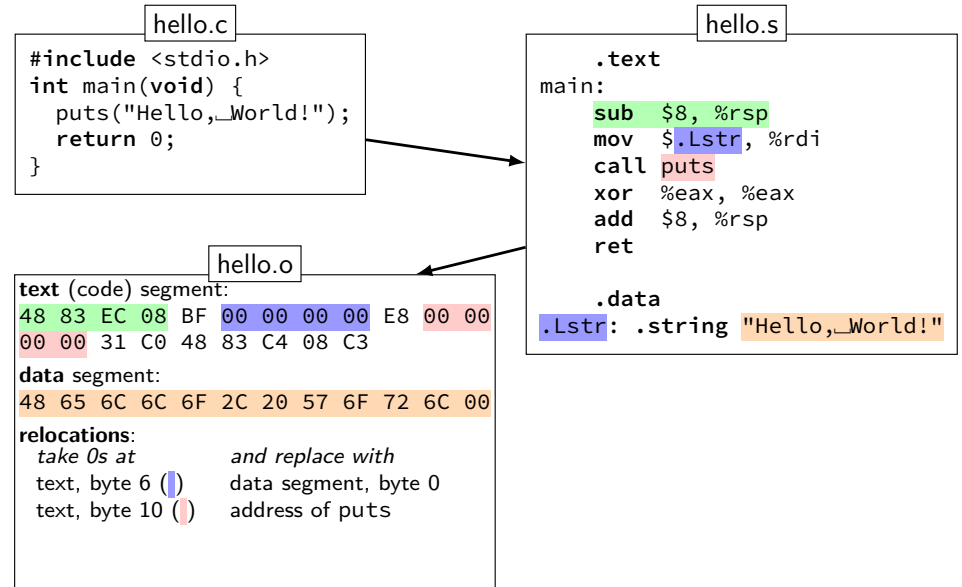 hello.c
#include <stdio.h>
int main(void) {
  puts("Hello,␣World!");
  return 0;
}
hello.s
    .text
main:
    sub $8, %rsp
    mov $.Lstr, %rdi
    call puts
    xor %eax, %eax
    add $8, %rsp
    ret
    .data
.Lstr: .string "Hello,␣World!"
hello.o
text (code) segment:
48 83 EC 08 BF 00 00 00 00 E8 00 00
00 00 31 C0 48 83 C4 08 C3
data segment:
48 65 6C 6C 6F 2C 20 57 6F 72 6C 00
relocations:
take 0s at and replace with
text, byte 6 ( ) data segment, byte 0
text, byte 10 ( ) address of puts